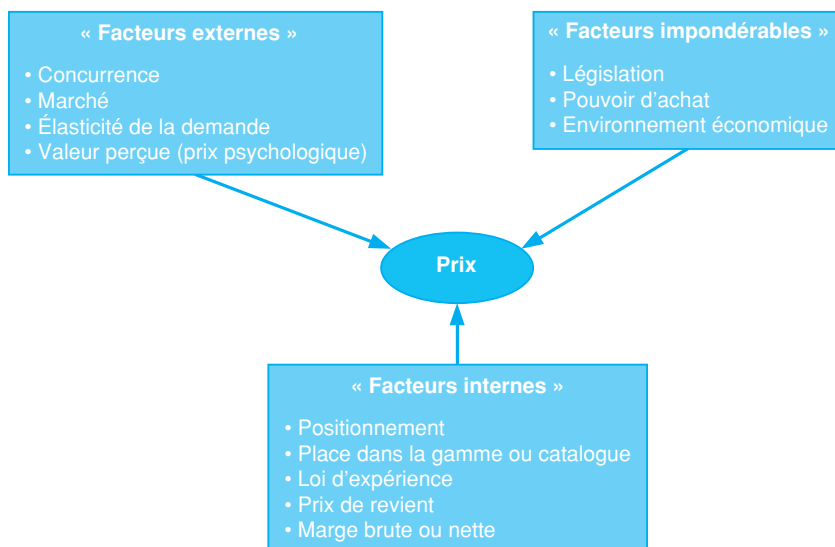 « Facteurs externes »
• Concurrence
• Marché
• Élasticité de la demande
• Valeur perçue (prix psychologique)
« Facteurs impondérables »
• Législation
• Pouvoir d’achat
• Environnement économique
Prix
« Facteurs internes »
• Positionnement
• Place dans la gamme ou catalogue
• Loi d’expérience
• Prix de revient
• Marge brute ou nette